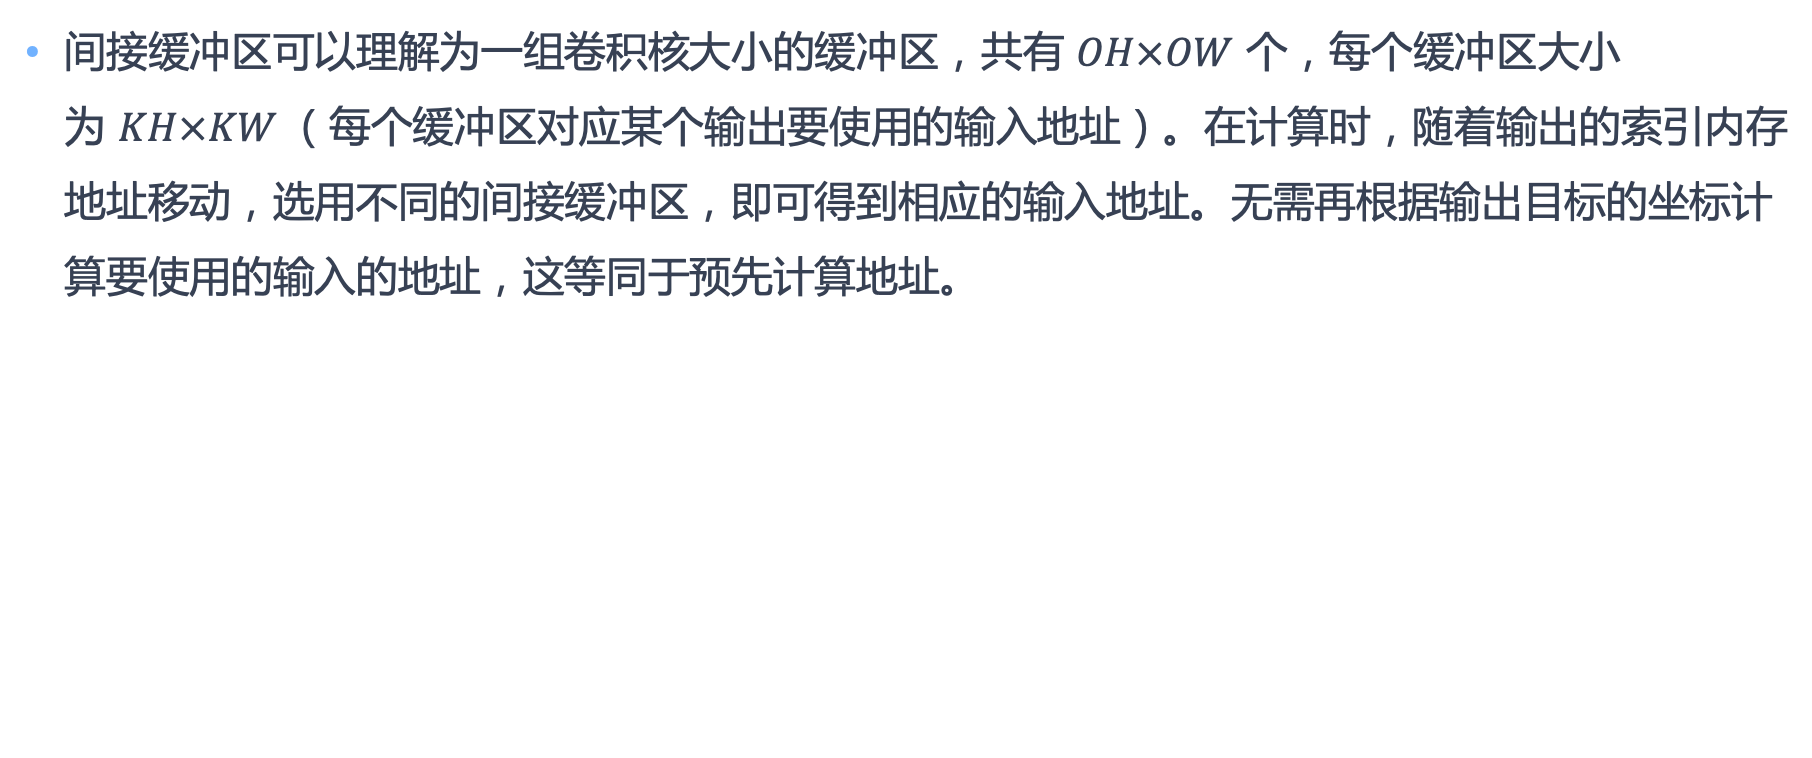 • 间接缓冲区可以理解为一组卷积核大小的缓冲区，共有 OH×OW 个，每个缓冲区大小
为 KH×KW （每个缓冲区对应某个输出要使用的输入地址）。在计算时，随着输出的索引内存
地址移动，选用不同的间接缓冲区，即可得到相应的输入地址。无需再根据输出目标的坐标计
算要使用的输入的地址，这等同于预先计算地址。